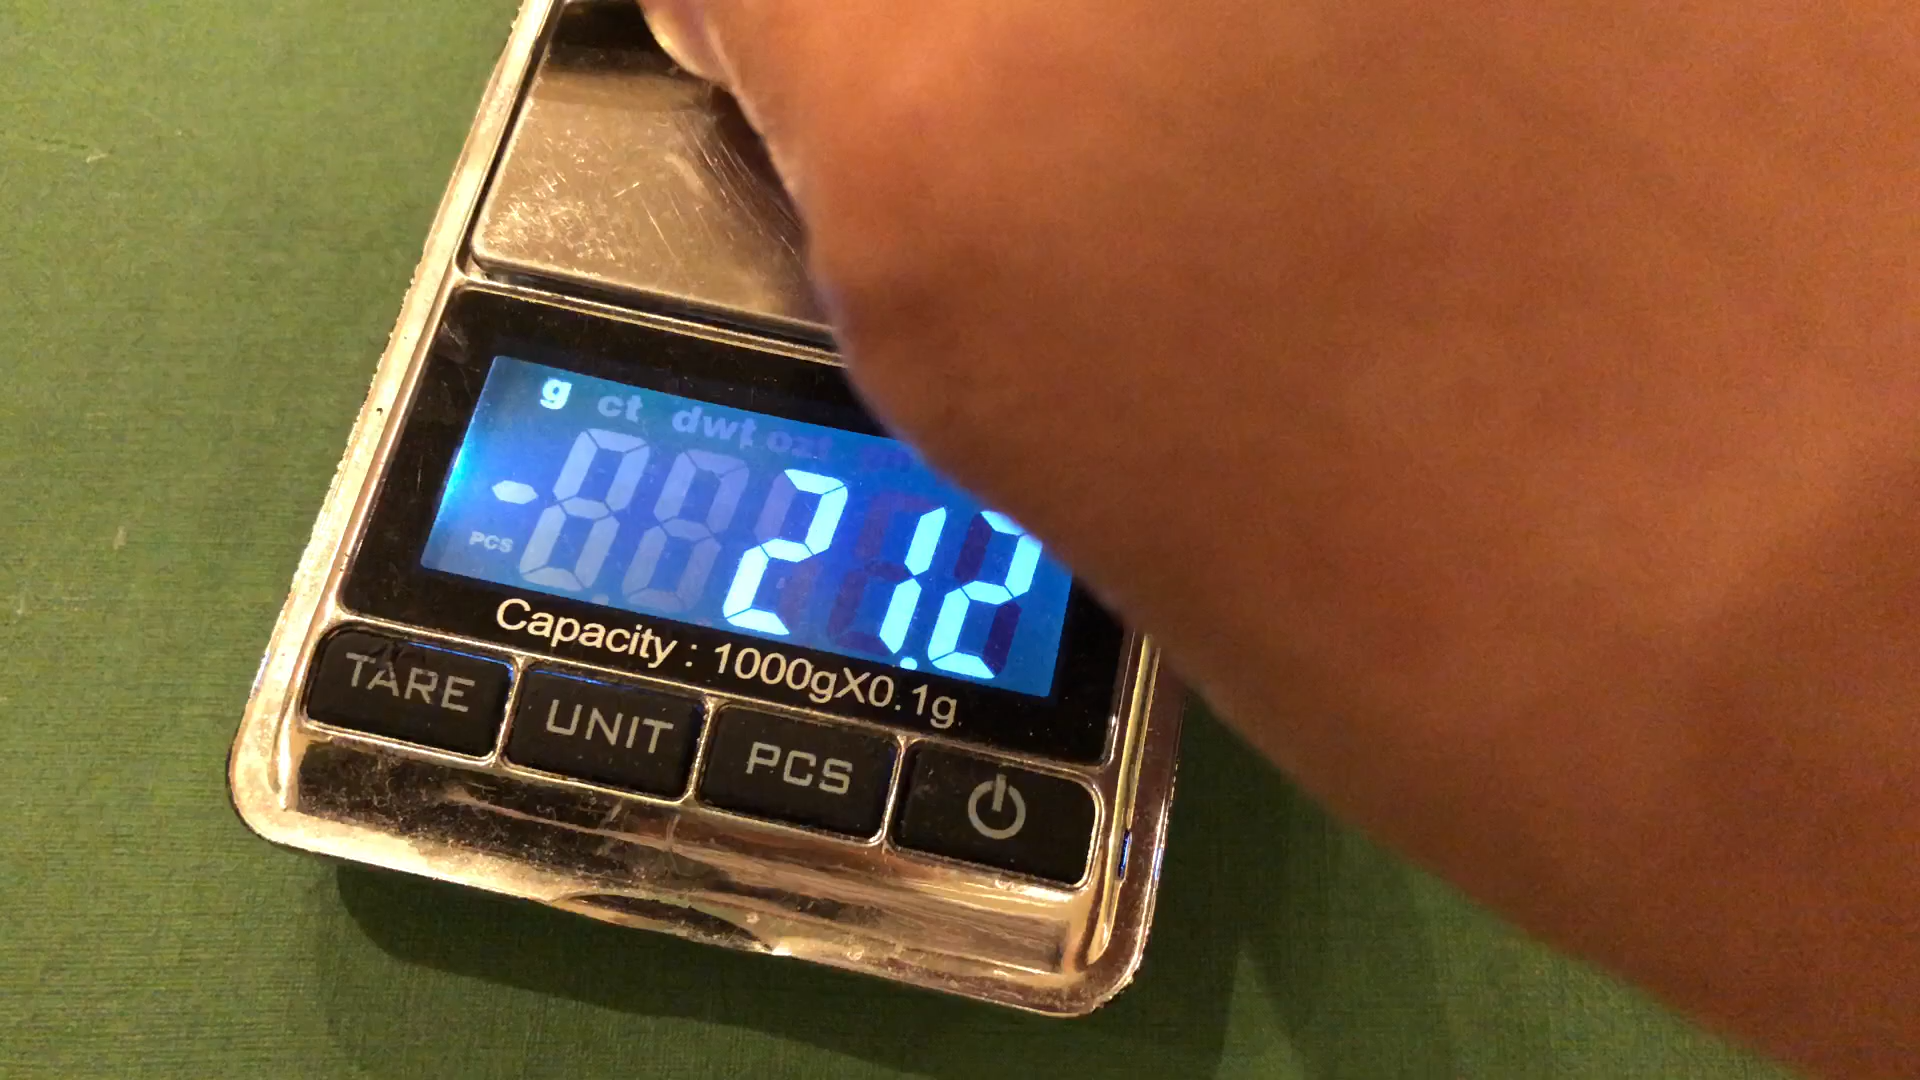 g ct dwt ozt
-21.2
PCS
Capacity : 1000gX0.1g
TARE UNIT PCS